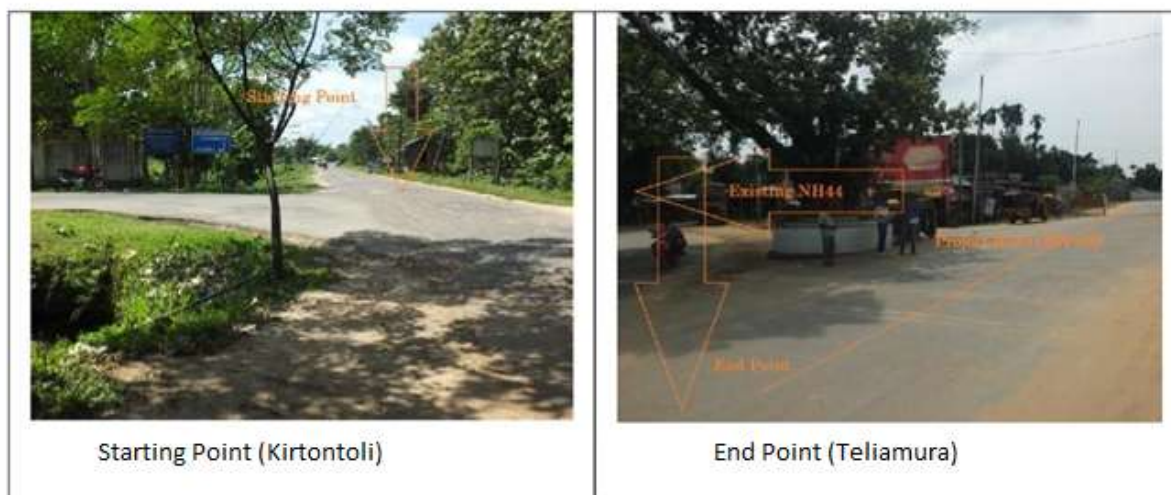 Starting Point
Existing NH44
End Point
Starting Point (Kirtontoli)
End Point (Teliamura)